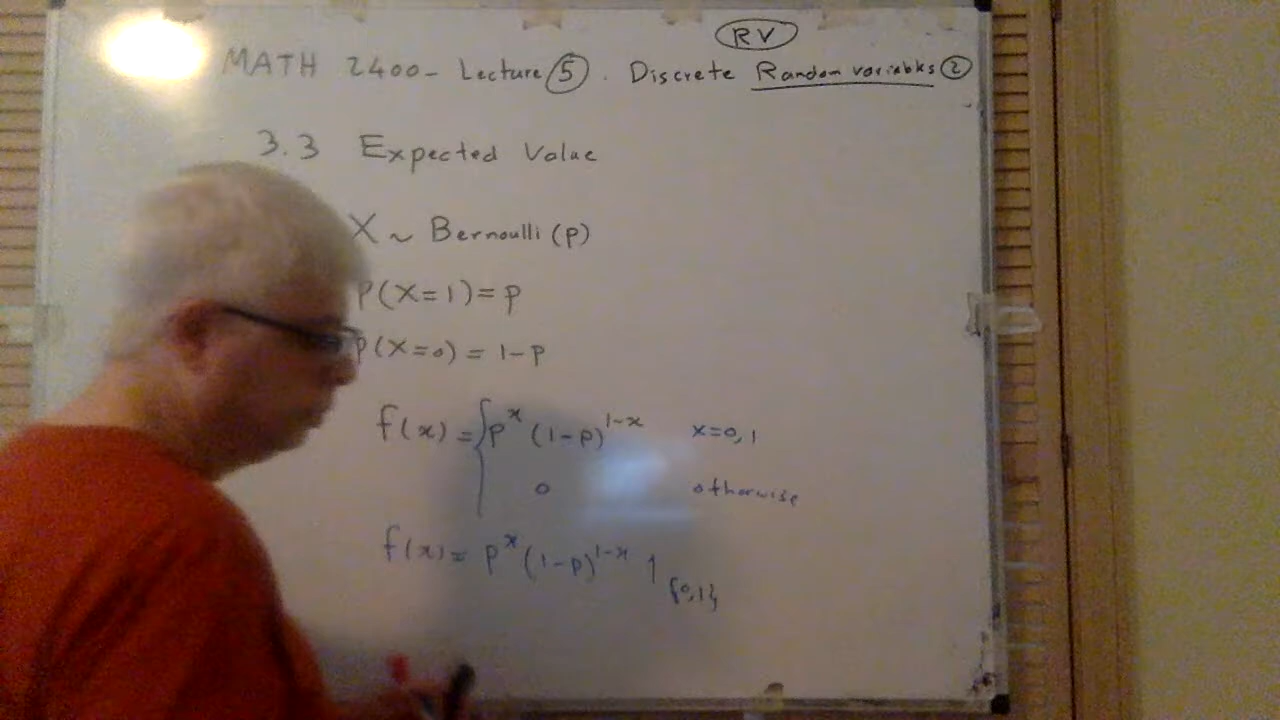 RV
MATH 2400 - Lecture 5 . Discrete Random variables 2
3.3 Expected Value
X ~ Bernoulli (p)
P(X=1) = p
P(X=0) = 1-p
f(x) = { p^x (1-p)^{1-x} x=0,1
0 otherwise
f(x) = p^x (1-p)^{1-x} 1_{{0,1}}